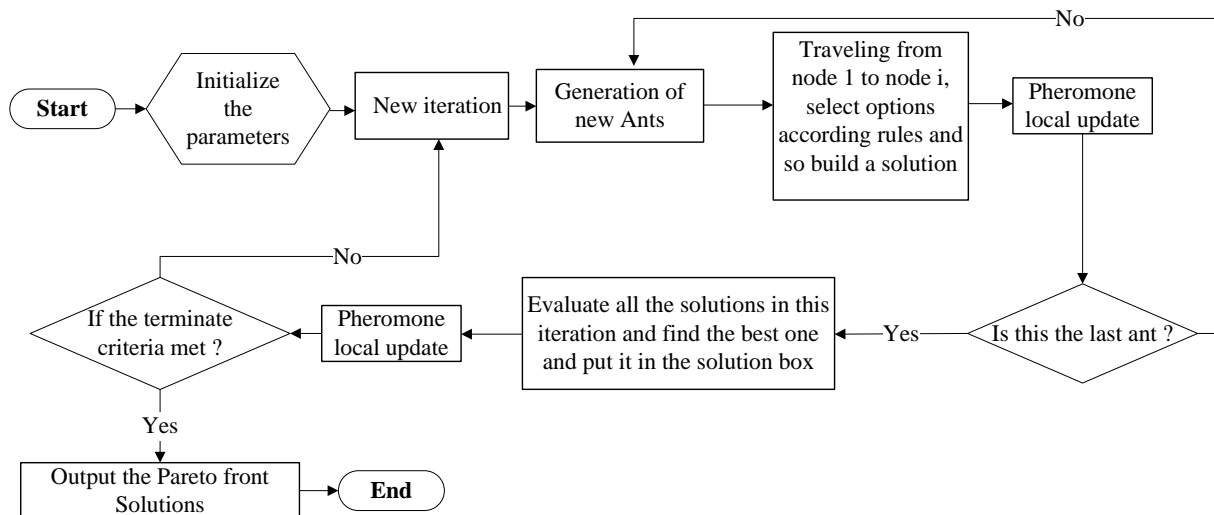 Start
Initialize
the
parameters
New iteration
Generation of
new Ants
No
Traveling from
node 1 to node i,
select options
according rules and
so build a solution
Pheromone
local update
Is this the last ant ?
Yes
Evaluate all the solutions in this
iteration and find the best one
and put it in the solution box
Pheromone
local update
If the terminate
criteria met ?
No
Yes
Output the Pareto front
Solutions
End